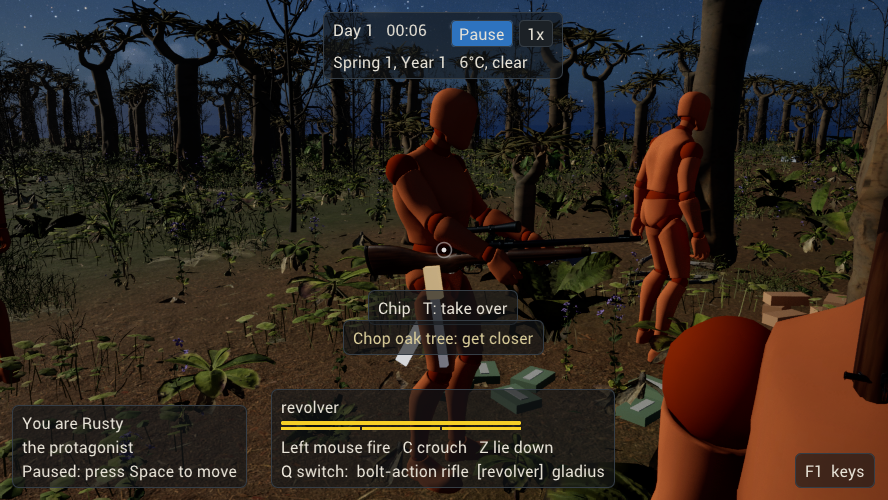 Day 1 00:06 Pause 1x
Spring 1, Year 1 6°C, clear
Chip T: take over
Chop oak tree: get closer
You are Rusty
the protagonist
Paused: press Space to move
revolver
Left mouse fire C crouch Z lie down
Q switch: bolt-action rifle [revolver] gladius
F1 keys